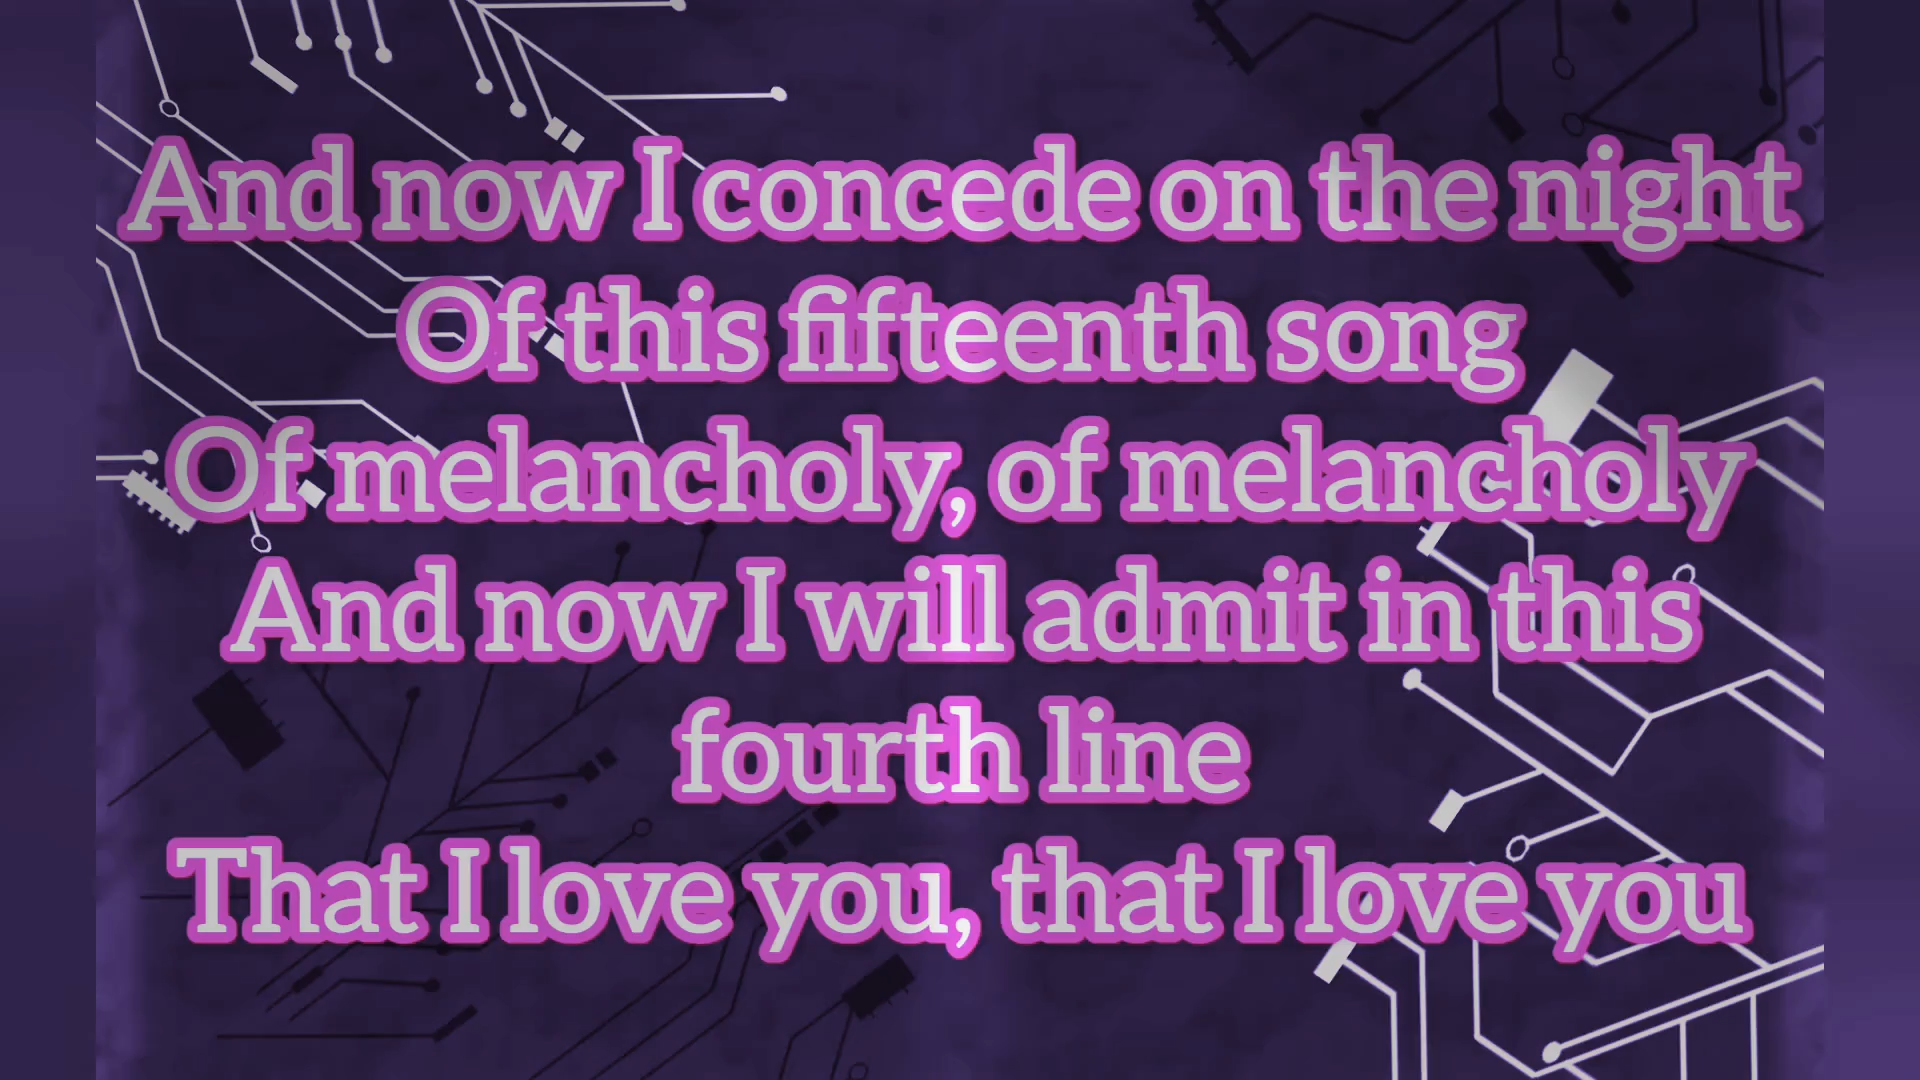 And now I concede on the night
Of this fifteenth song
Of melancholy, of melancholy
And now I will admit in this
fourth line
That I love you, that I love you